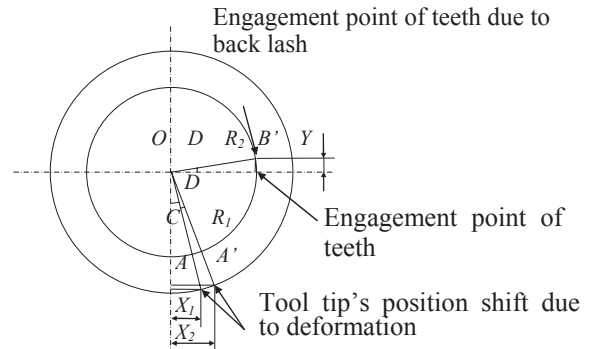 Engagement point of teeth due to
back lash
O D R2 B’ Y
D
C R1
Engagement point of
teeth
A A’
Tool tip’s position shift due
to deformation
X1
X2